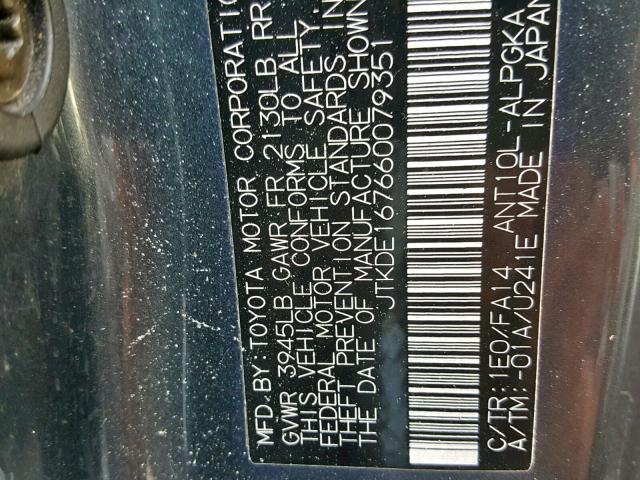 MFD. BY: TOYOTA MOTOR CORPORATIO
GVWR 3945LB GAWR FR 2130LB RR
THIS VEHICLE CONFORMS TO ALL
FEDERAL MOTOR VEHICLE SAFETY,
THEFT PREVENTION STANDARDS IN
THE DATE OF MANUFACTURE SHOWN
JTKDE167660079351
C/TR: 1E0/FA14 ANT10L-ALPGKA
A/TM: -01A/U241E MADE IN JAPAN